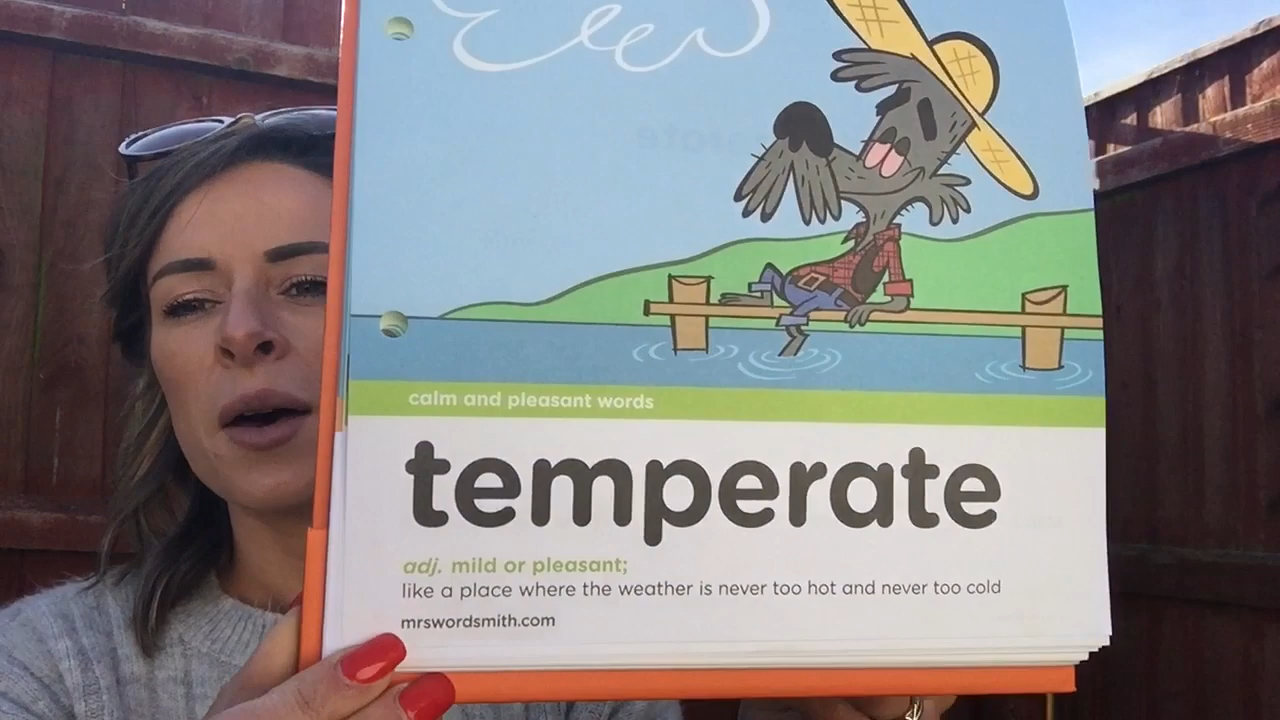 calm and pleasant words
temperate
adj. mild or pleasant;
like a place where the weather is never too hot and never too cold
mrswordsmith.com